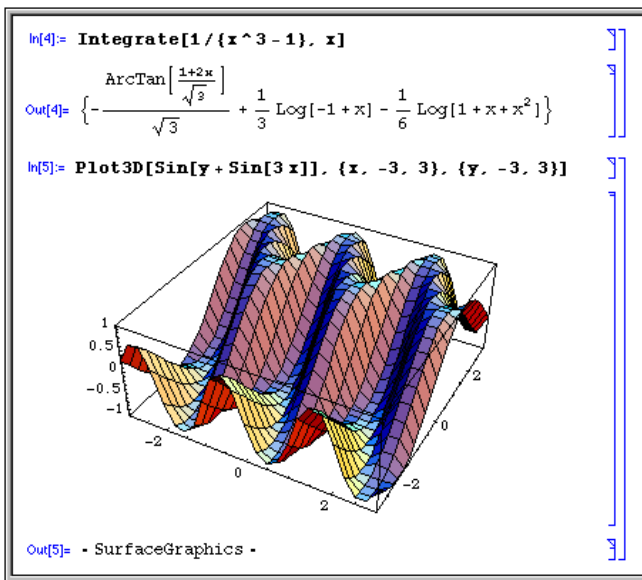 In[4]:= Integrate[1/{x^3-1}, x]
Out[4]= {-ArcTan[(1+2x)/√3]/√3 + 1/3 Log[-1+x] - 1/6 Log[1+x+x²]}
In[5]:= Plot3D[Sin[y+Sin[3x]], {x, -3, 3}, {y, -3, 3}]
1
0.5
0
-0.5
-1
-2
0
2
-2
0
2
Out[5]= - SurfaceGraphics -